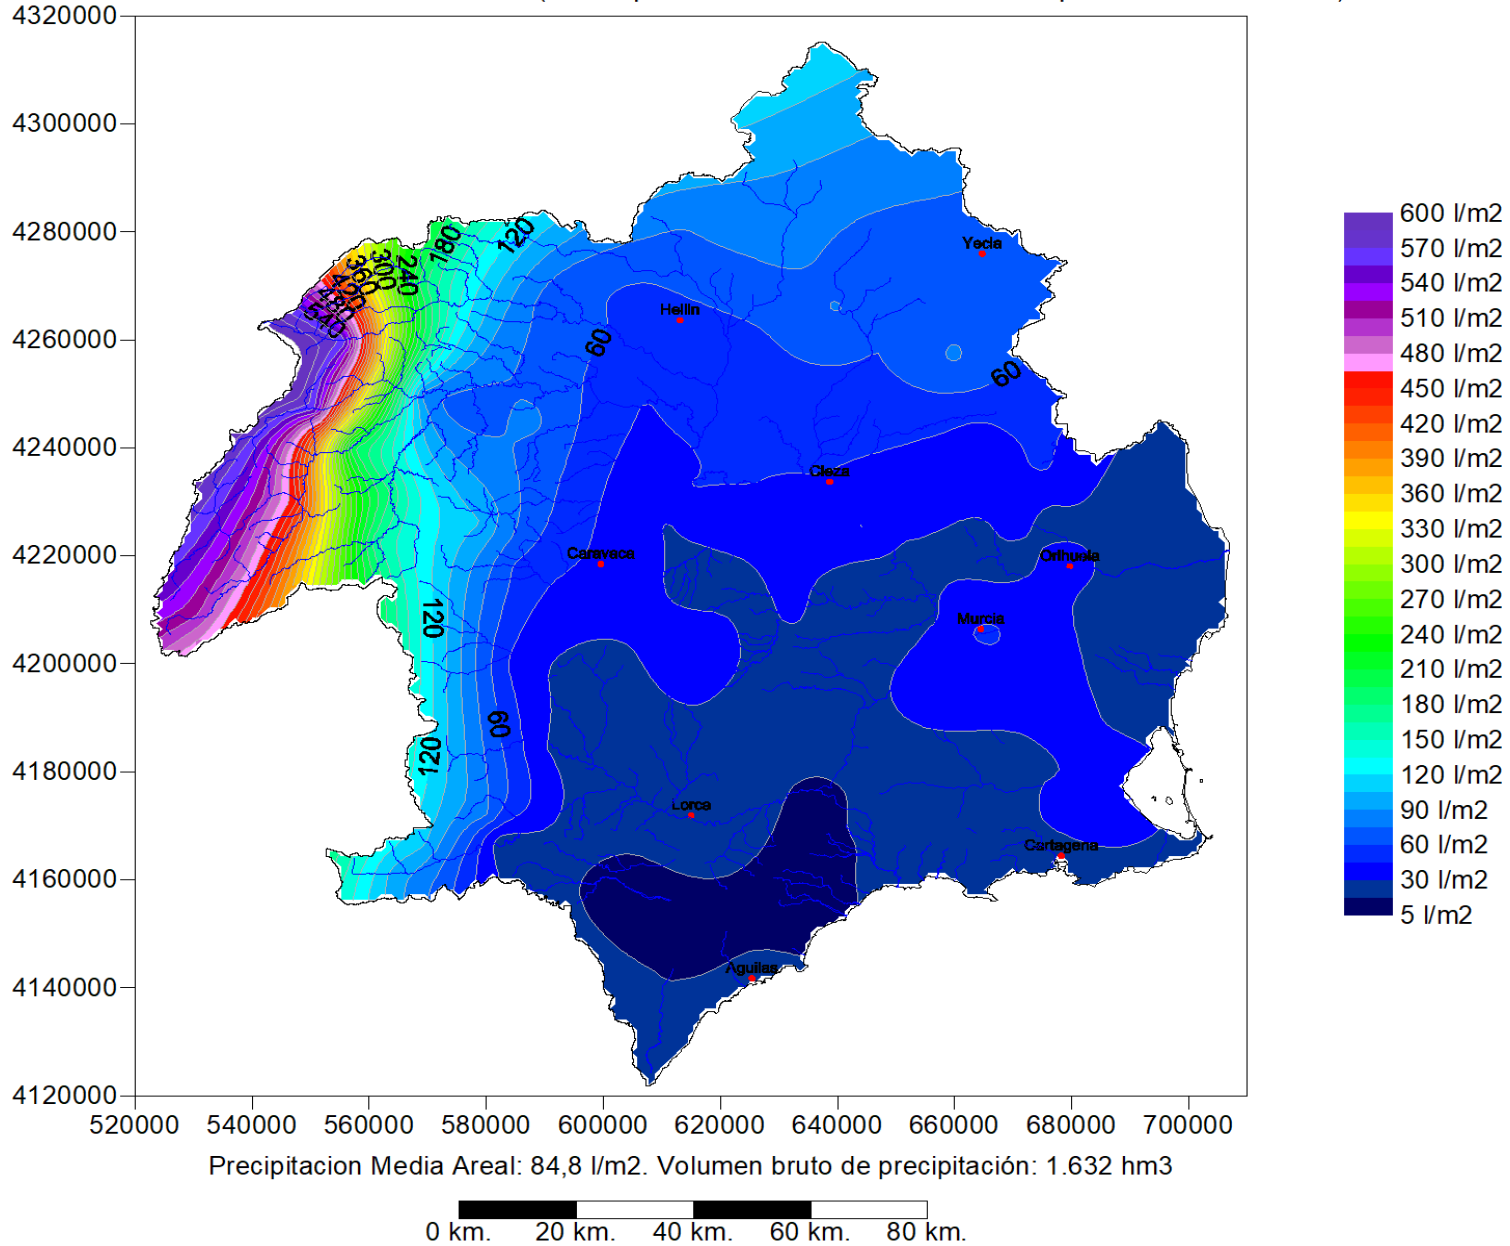 4320000
4300000
4280000
4260000
4240000
4220000
4200000
4180000
4160000
4140000
4120000
520000 540000 560000 580000 600000 620000 640000 660000 680000 700000
120
180
240
300
360
420
480
540
Yecla
Hellin
60
60
Cieza
Caravaca
Orihuela
120
Murcia
60
120
Lorca
Cartagena
Aguilas
600 l/m2
570 l/m2
540 l/m2
510 l/m2
480 l/m2
450 l/m2
420 l/m2
390 l/m2
360 l/m2
330 l/m2
300 l/m2
270 l/m2
240 l/m2
210 l/m2
180 l/m2
150 l/m2
120 l/m2
90 l/m2
60 l/m2
30 l/m2
5 l/m2
Precipitacion Media Areal: 84,8 l/m2. Volumen bruto de precipitación: 1.632 hm3
0 km. 20 km. 40 km. 60 km. 80 km.